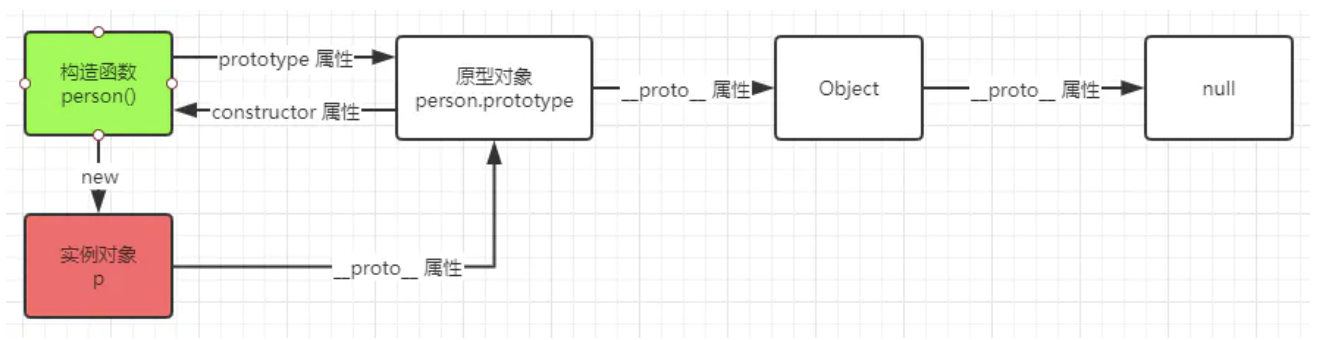 构造函数
person()
prototype 属性
constructor 属性
原型对象
person.prototype
__proto__ 属性
Object
__proto__ 属性
null
new
实例对象
p
__proto__ 属性